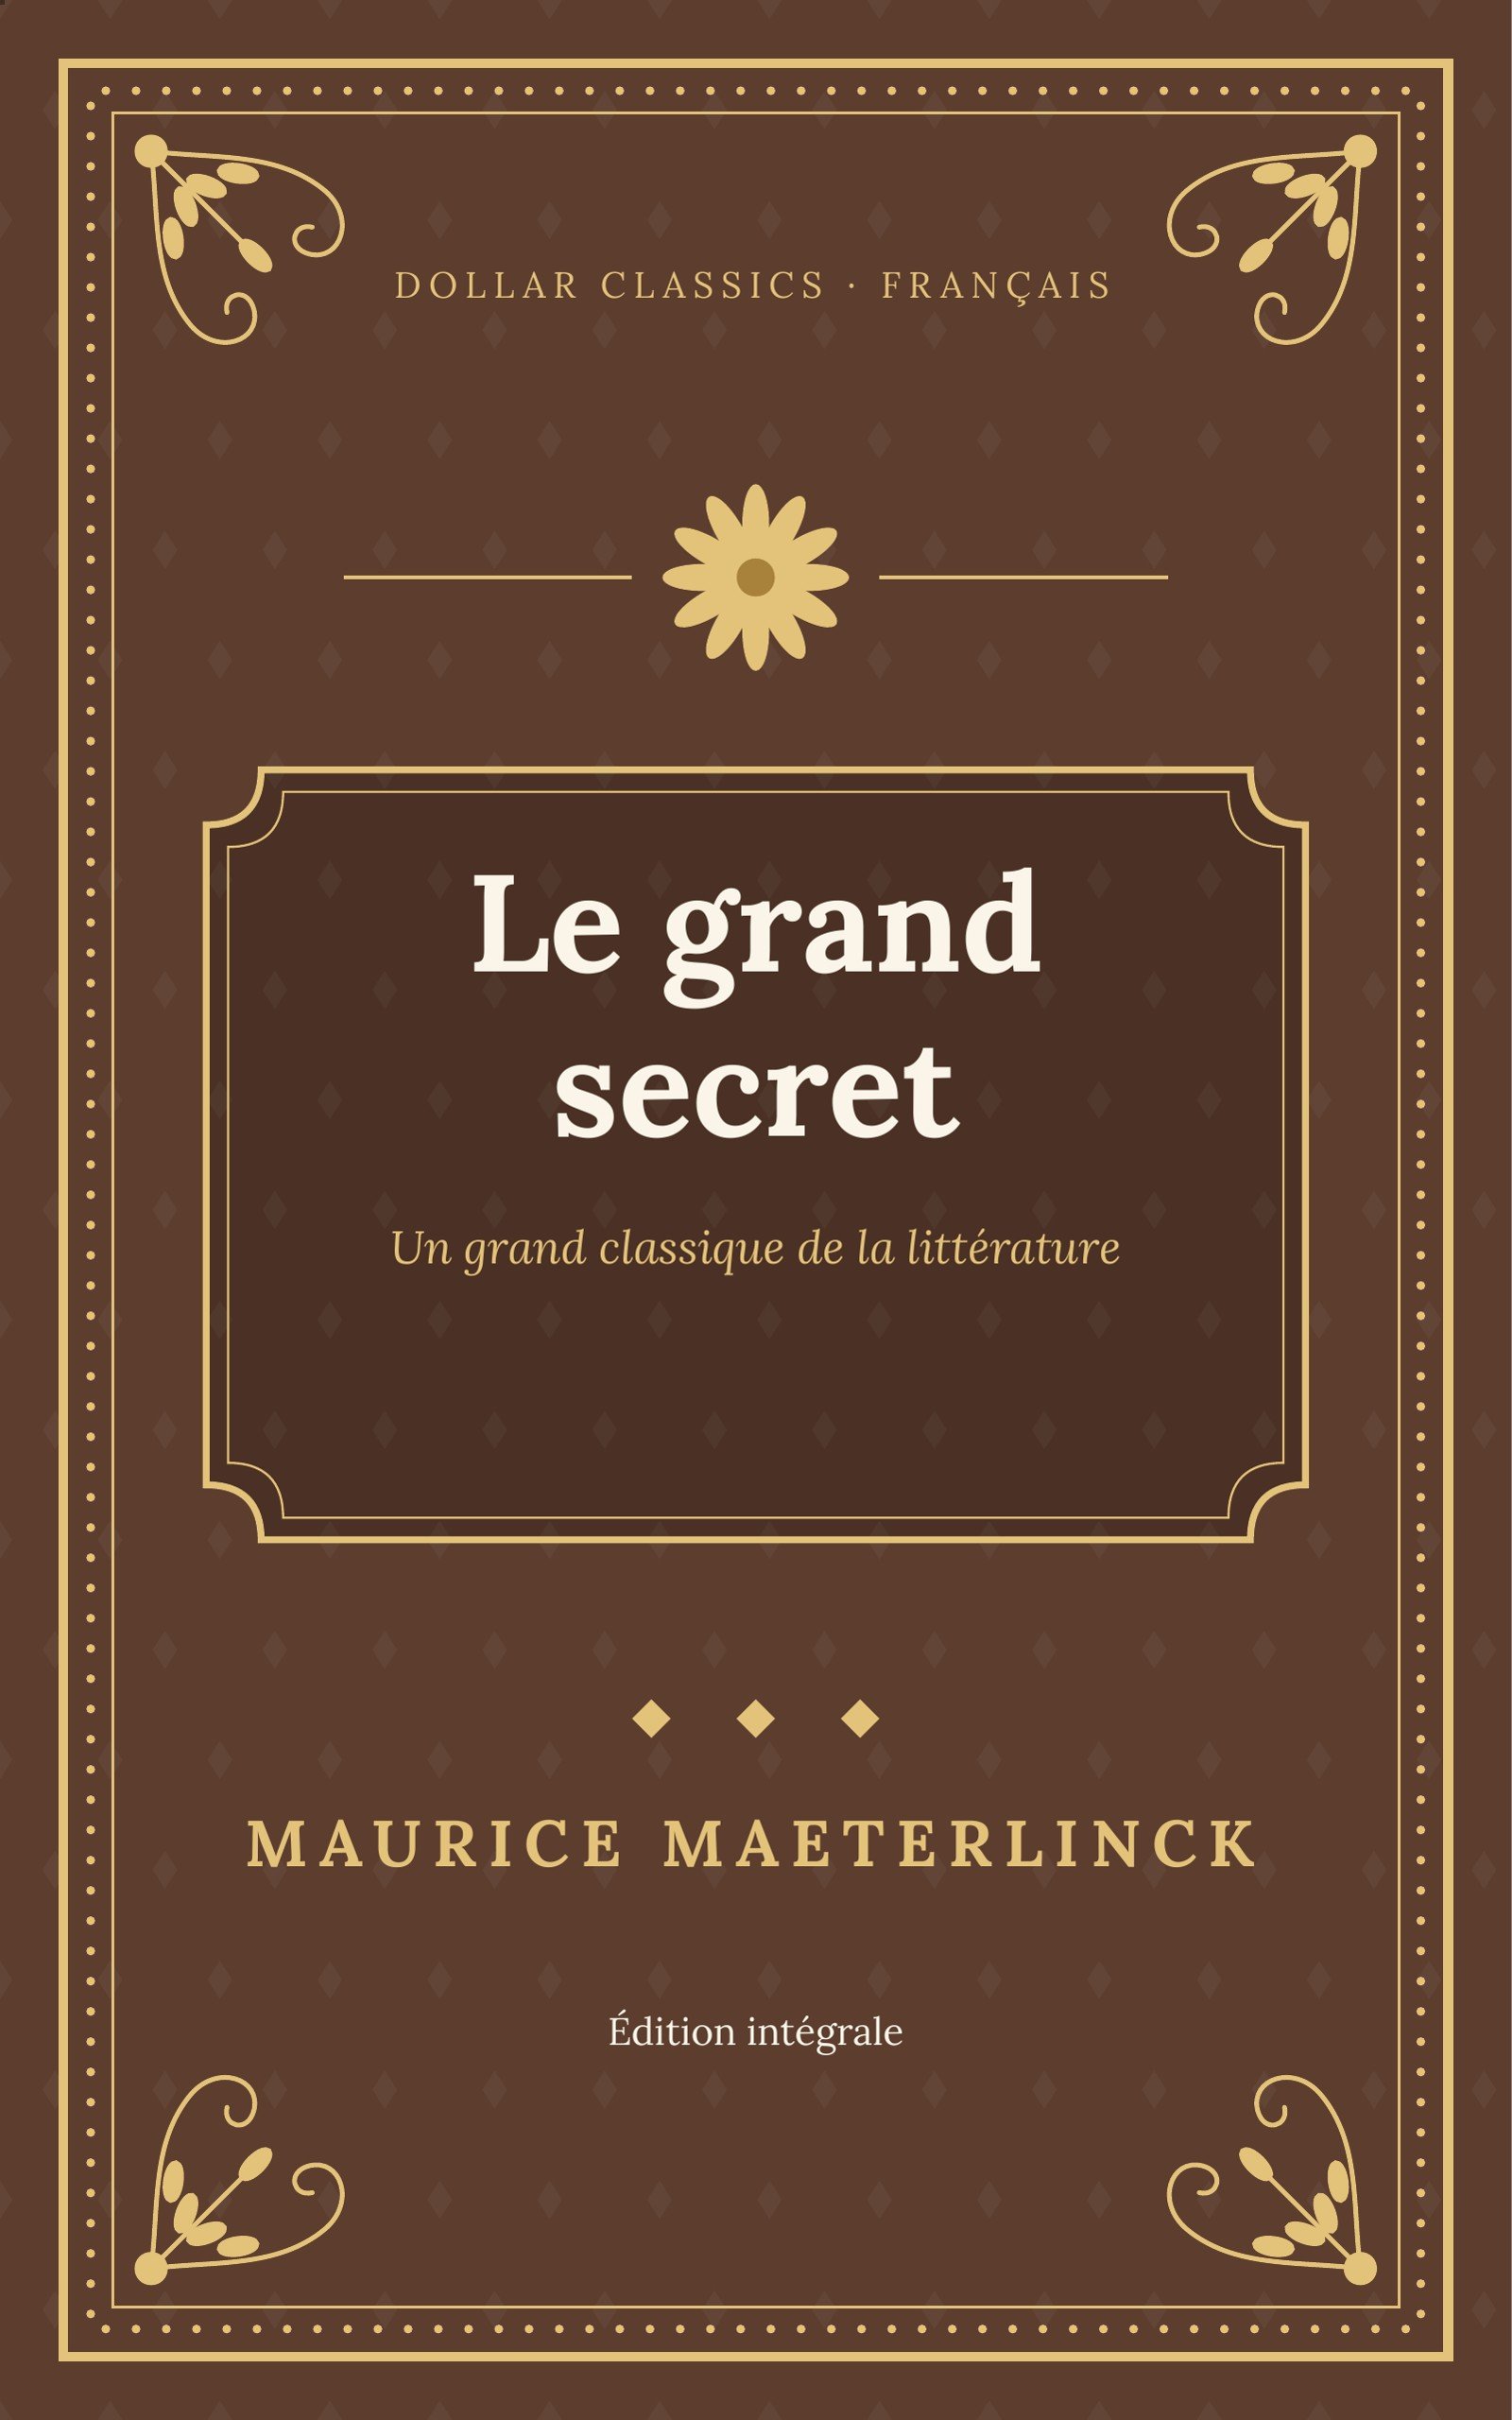 DOLLAR CLASSICS · FRANÇAIS
Le grand
secret
Un grand classique de la littérature
MAURICE MAETERLINCK
Édition intégrale